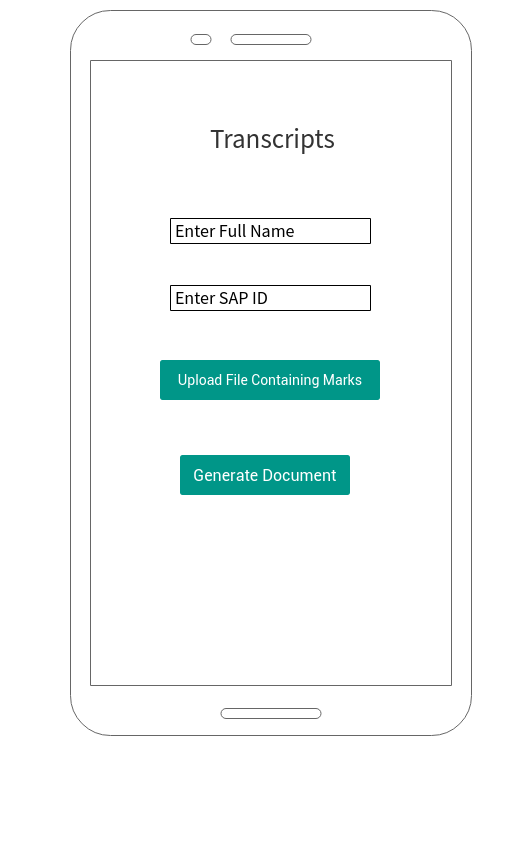 Transcripts
Enter Full Name
Enter SAP ID
Upload File Containing Marks
Generate Document